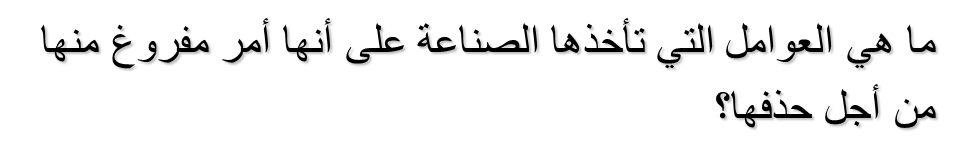 ما هي العوامل التي تأخذها الصناعة على أنها أمر مفروغ منها
من أجل حذفها؟